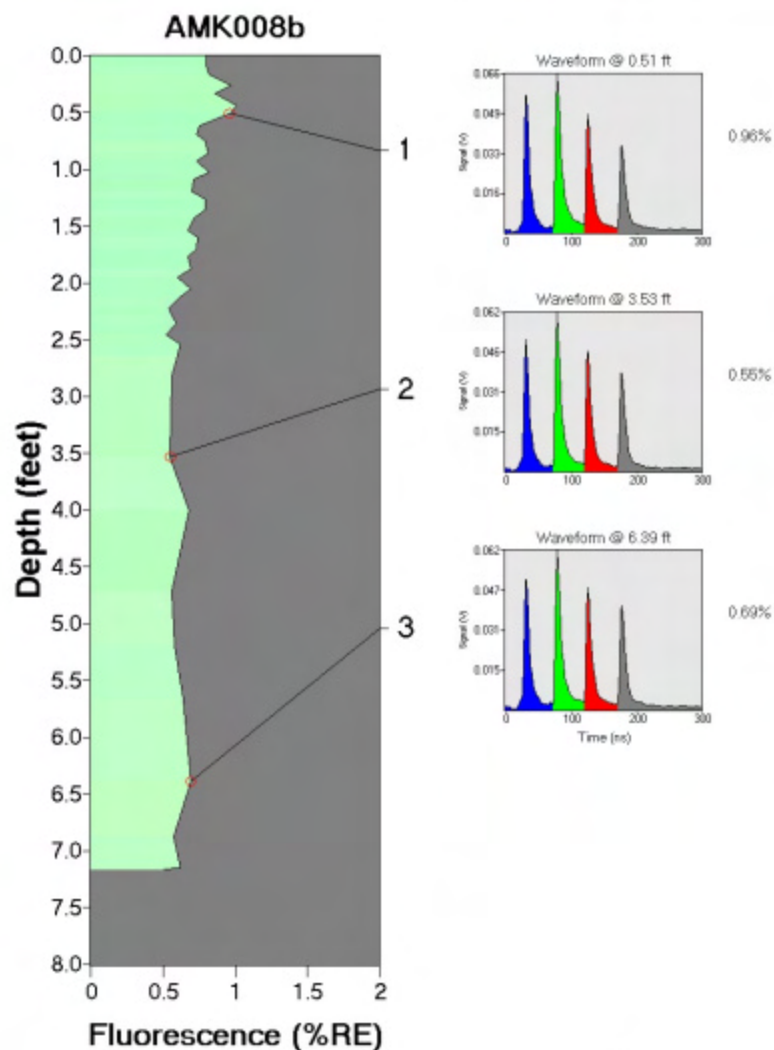 AMK008b
0.0
0.5
1.0
1.5
2.0
2.5
3.0
3.5
4.0
4.5
5.0
5.5
6.0
6.5
7.0
7.5
8.0
Depth (feet)
0 0.5 1 1.5 2
Fluorescence (%RE)
1
2
3
Waveform @ 0.51 ft
0.065
0.049
0.033
0.016
Signal (V)
0 100 200 300
0.96%
Waveform @ 3.53 ft
0.062
0.046
0.031
0.015
Signal (V)
0 100 200 300
0.55%
Waveform @ 6.39 ft
0.062
0.047
0.031
0.015
Signal (V)
0 100 200 300
Time (ns)
0.69%